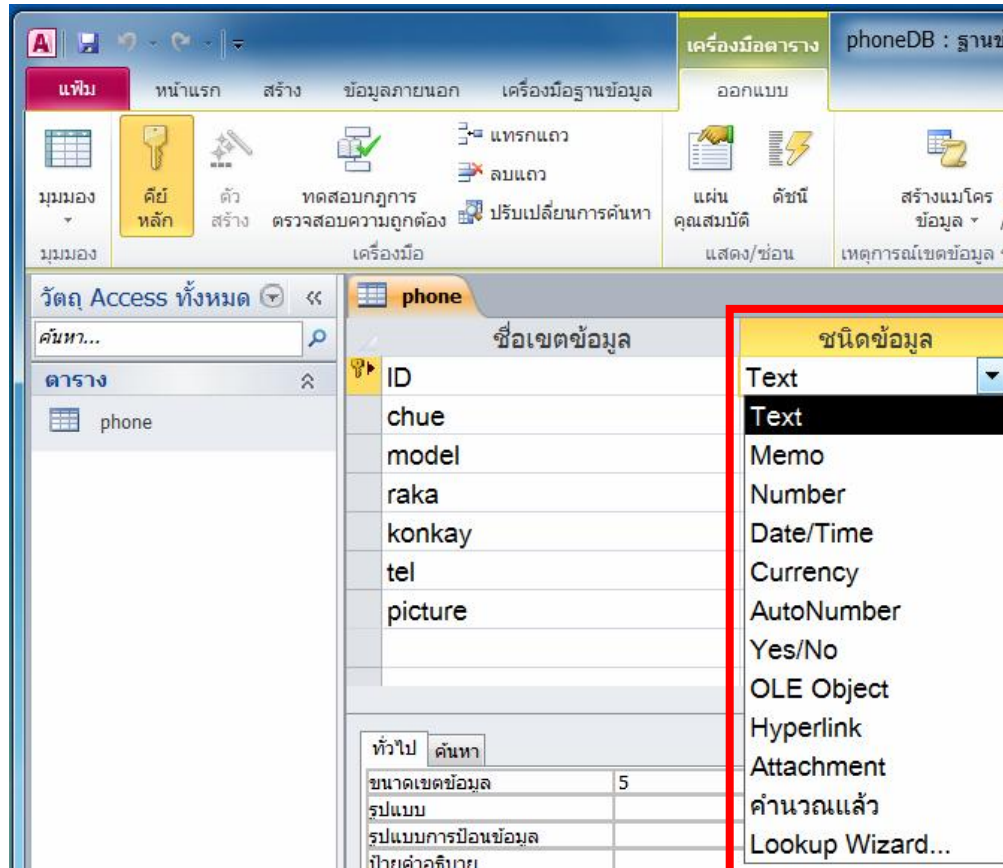 A
เครื่องมือตาราง
phoneDB : ฐานข้
แฟ้ม หน้าแรก สร้าง ข้อมูลภายนอก เครื่องมือฐานข้อมูล ออกแบบ
มุมมอง
คีย์
หลัก
ตัว
สร้าง
ทดสอบกฎการ
ตรวจสอบความถูกต้อง
แทรกแถว
ลบแถว
ปรับเปลี่ยนการค้นหา
แผ่น
คุณสมบัติ
ดัชนี
สร้างแมโคร
ข้อมูล
มุมมอง เครื่องมือ แสดง/ซ่อน เหตุการณ์เขตข้อมูล
วัตถุ Access ทั้งหมด «
ค้นหา...
ตาราง
phone
phone
ชื่อเขตข้อมูล ชนิดข้อมูล
ID Text
chue
model
raka
konkay
tel
picture
Text
Memo
Number
Date/Time
Currency
AutoNumber
Yes/No
OLE Object
Hyperlink
Attachment
คำนวณแล้ว
Lookup Wizard...
ทั่วไป ค้นหา
ขนาดเขตข้อมูล 5
รูปแบบ
รูปแบบการป้อนข้อมูล
ป้ายคำอธิบาย